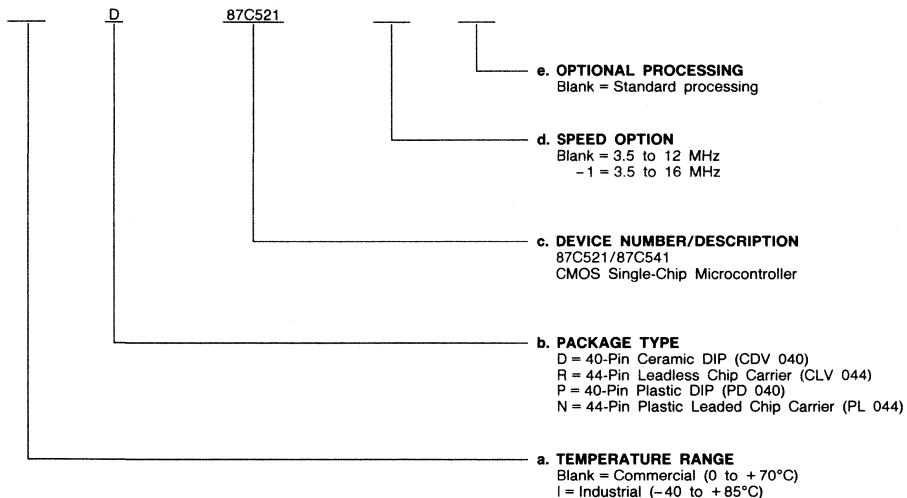 D 87C521
e. OPTIONAL PROCESSING
Blank = Standard processing
d. SPEED OPTION
Blank = 3.5 to 12 MHz
-1 = 3.5 to 16 MHz
c. DEVICE NUMBER/DESCRIPTION
87C521/87C541
CMOS Single-Chip Microcontroller
b. PACKAGE TYPE
D = 40-Pin Ceramic DIP (CDV 040)
R = 44-Pin Leadless Chip Carrier (CLV 044)
P = 40-Pin Plastic DIP (PD 040)
N = 44-Pin Plastic Leaded Chip Carrier (PL 044)
a. TEMPERATURE RANGE
Blank = Commercial (0 to +70°C)
I = Industrial (-40 to +85°C)